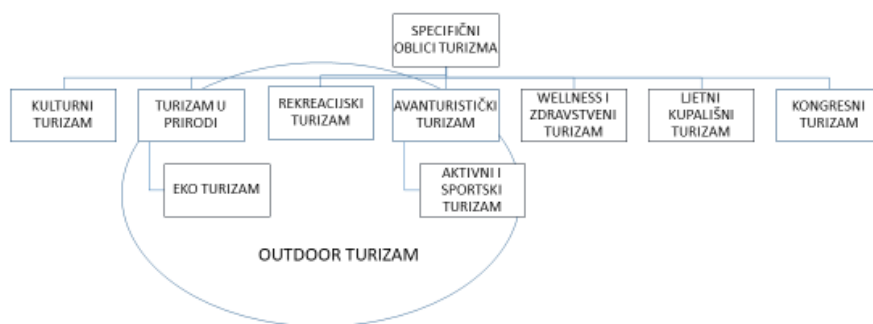 SPECIFIČNI
OBLICI TURIZMA
KULTURNI
TURIZAM
TURIZAM U
PRIRODI
REKREACIJSKI
TURIZAM
AVANTURISTIČKI
TURIZAM
WELLNESS I
ZDRAVSTVENI
TURIZAM
LJETNI
KUPALIŠNI
TURIZAM
KONGRESNI
TURIZAM
EKO TURIZAM
AKTIVNI I
SPORTSKI
TURIZAM
OUTDOOR TURIZAM